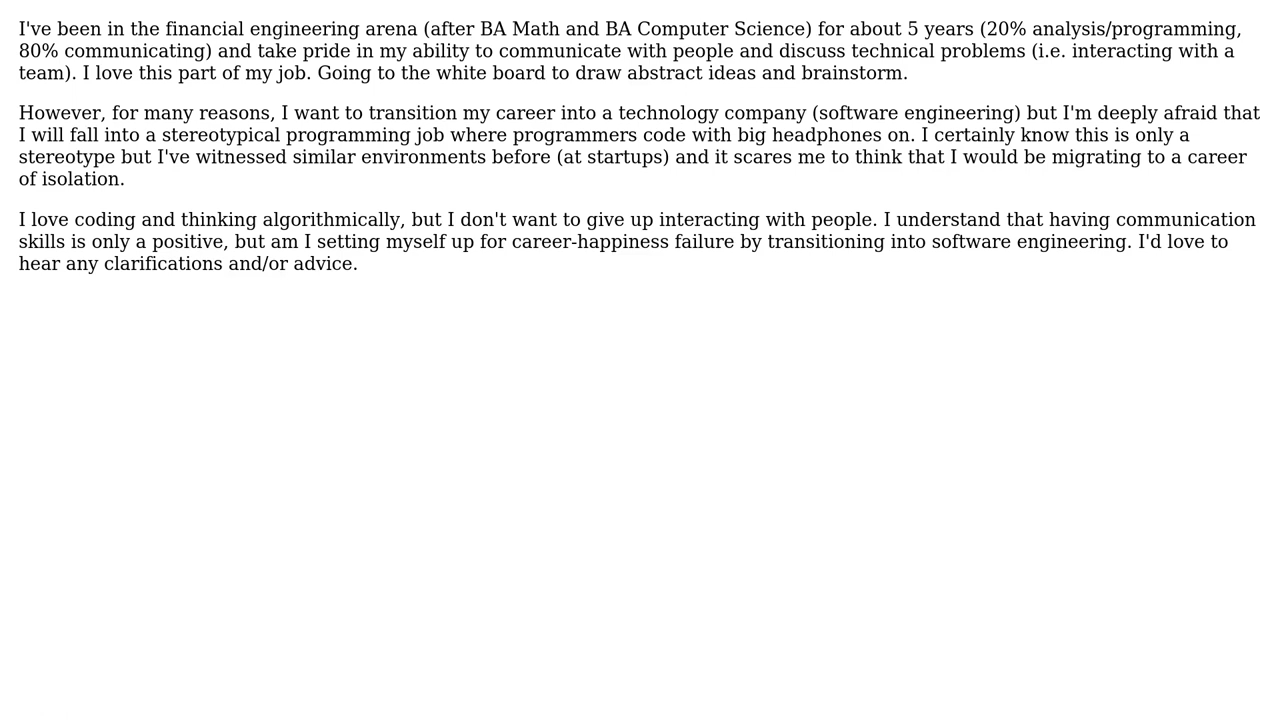 I've been in the financial engineering arena (after BA Math and BA Computer Science) for about 5 years (20% analysis/programming,
80% communicating) and take pride in my ability to communicate with people and discuss technical problems (i.e. interacting with a
team). I love this part of my job. Going to the white board to draw abstract ideas and brainstorm.
However, for many reasons, I want to transition my career into a technology company (software engineering) but I'm deeply afraid that
I will fall into a stereotypical programming job where programmers code with big headphones on. I certainly know this is only a
stereotype but I've witnessed similar environments before (at startups) and it scares me to think that I would be migrating to a career
of isolation.
I love coding and thinking algorithmically, but I don't want to give up interacting with people. I understand that having communication
skills is only a positive, but am I setting myself up for career-happiness failure by transitioning into software engineering. I'd love to
hear any clarifications and/or advice.